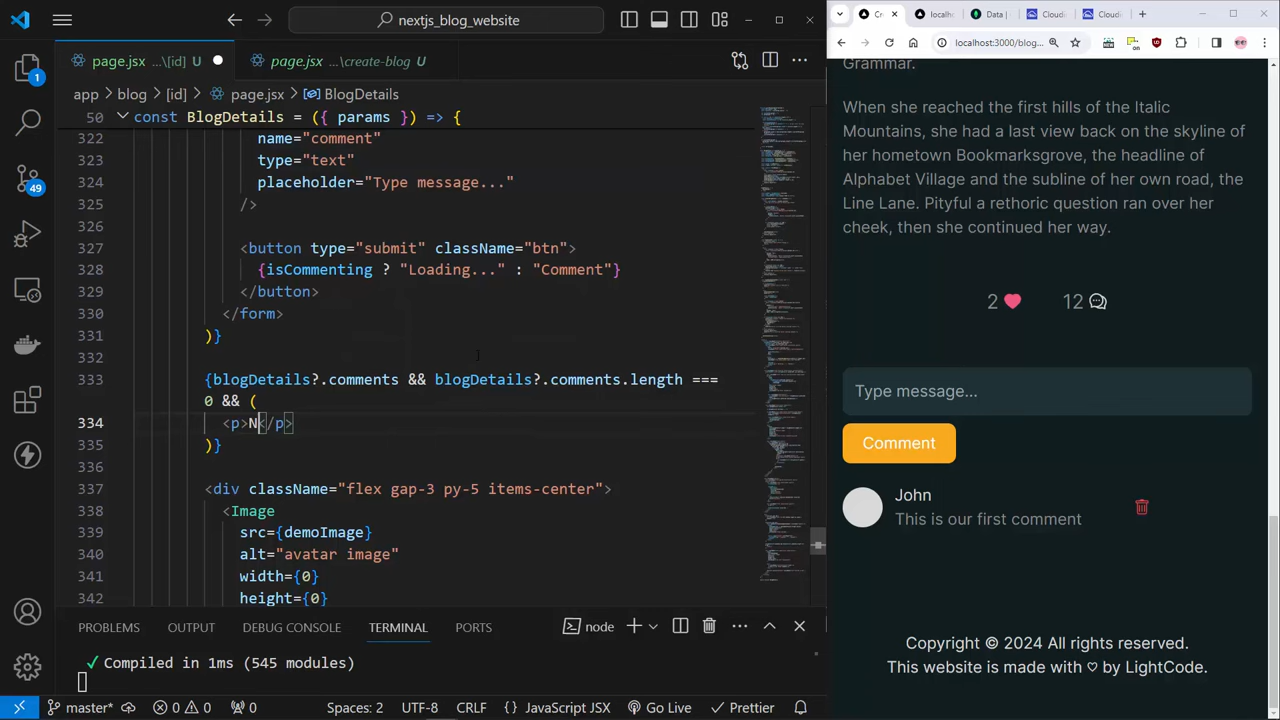 nextjs_blog_website
page.jsx ...\[id] U
page.jsx ...\create-blog U
app > blog > [id] > page.jsx > BlogDetails
50 const BlogDetails = ({ params }) => {
322 name="comment"
323 type="text"
324 placeholder="Type message..."
325
326
327 <button type="submit" className="btn">
328 {isCommenting ? "Loading..." : "Comment"}
329 </button>
330 </form>
331 )}
332
333 {blogDetails?.comments && blogDetails?.comments.length ===
0 && (
334 <p>N</p>
335 )}
336
337 <div className="flex gap-3 py-5 items-center">
338 <Image
339 src={demoImage}
340 alt="avatar image"
341 width={0}
342 height={0}
PROBLEMS OUTPUT DEBUG CONSOLE TERMINAL PORTS
node
✓ Compiled in 1ms (545 modules)
master* 0 0 0 Spaces: 2 UTF-8 CRLF JavaScript JSX Go Live Prettier
1
49
Cr
localh
Data |
Cloudi
Cloudi
localhost:3000/blog...
Grammar.
When she reached the first hills of the Italic
Mountains, she had a last view back on the skyline of
her hometown Bookmarksgrove, the headline of
Alphabet Village and the subline of her own road, the
Line Lane. Pityful a rethoric question ran over her
cheek, then she continued her way.
2 12
Type message...
Comment
John
This is our first comment
Copyright © 2024 All rights reserved.
This website is made with ♡ by LightCode.